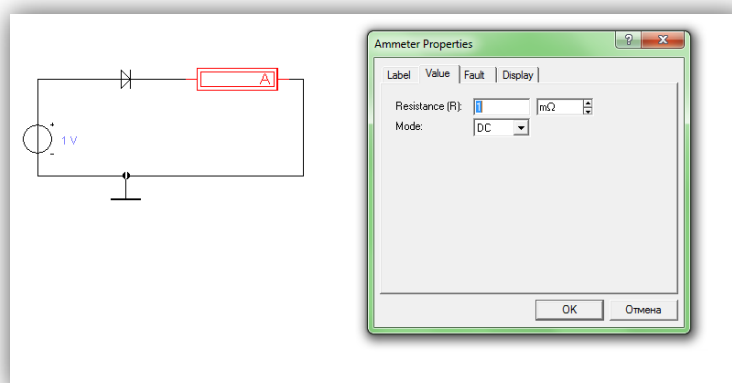 A
+
1 V
-
Ammeter Properties
?
x
Label Value Fault Display
Resistance (R): 1 mΩ
Mode: DC
OK Отмена